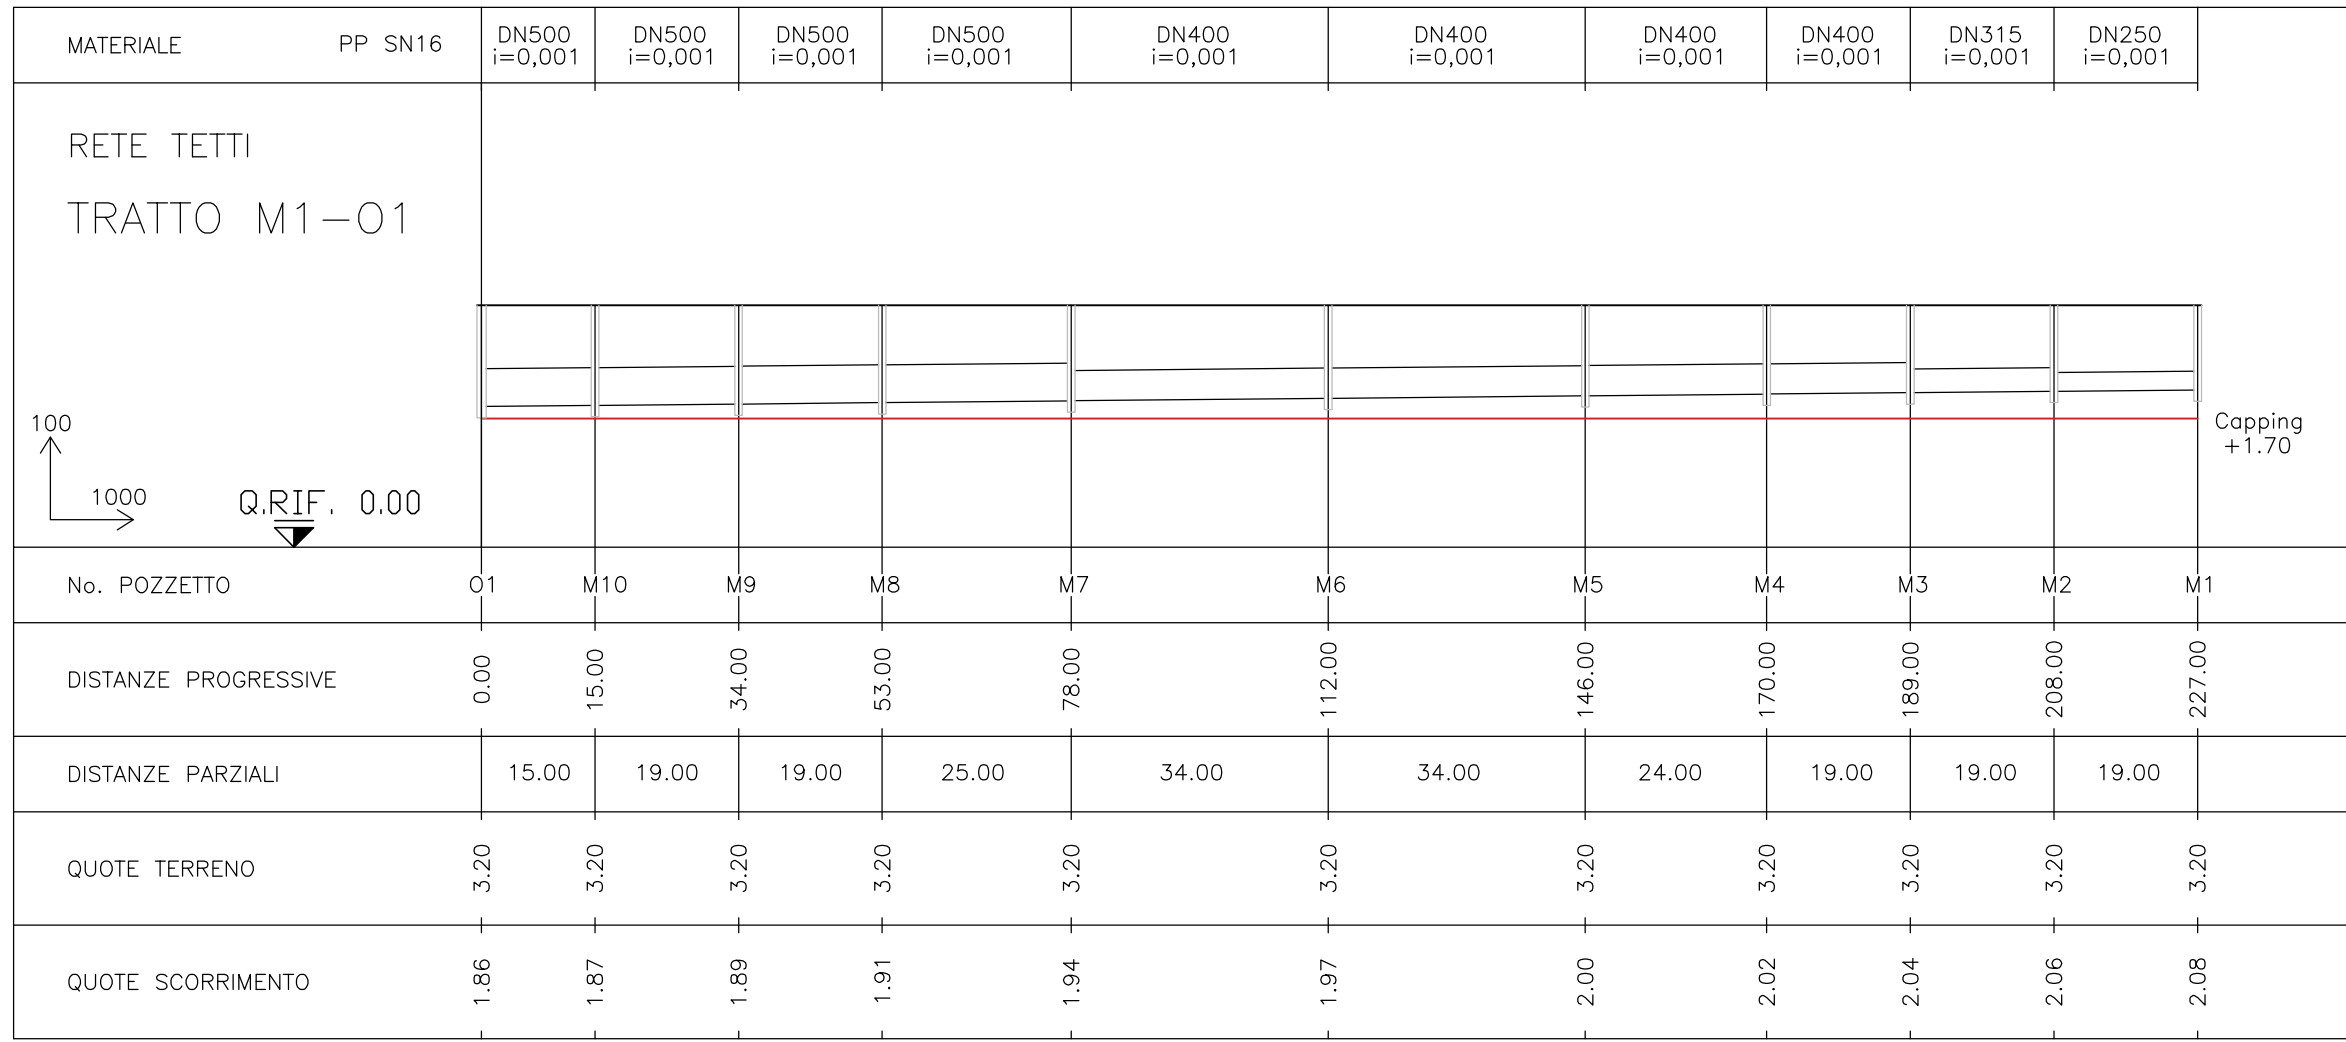 MATERIALE PP SN16 DN500 DN500 DN500 DN500 DN400 DN400 DN400 DN400 DN315 DN250
i=0,001 i=0,001 i=0,001 i=0,001 i=0,001 i=0,001 i=0,001 i=0,001 i=0,001 i=0,001
RETE TETTI
TRATTO M1-O1
100
1000
Q.RIF. 0.00
Capping
+1.70
No. POZZETTO O1 M10 M9 M8 M7 M6 M5 M4 M3 M2 M1
DISTANZE PROGRESSIVE 0.00 15.00 34.00 53.00 78.00 112.00 146.00 170.00 189.00 208.00 227.00
DISTANZE PARZIALI 15.00 19.00 19.00 25.00 34.00 34.00 24.00 19.00 19.00 19.00
QUOTE TERRENO 3.20 3.20 3.20 3.20 3.20 3.20 3.20 3.20 3.20 3.20 3.20
QUOTE SCORRIMENTO 1.86 1.87 1.89 1.91 1.94 1.97 2.00 2.02 2.04 2.06 2.08